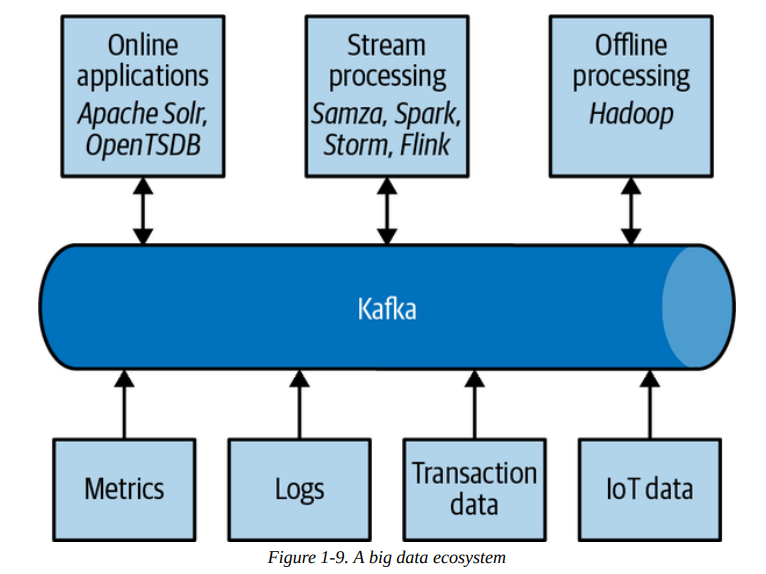 Online
applications
Apache Solr,
OpenTSDB
Stream
processing
Samza, Spark,
Storm, Flink
Offline
processing
Hadoop
Kafka
Metrics
Logs
Transaction
data
IoT data
Figure 1-9. A big data ecosystem